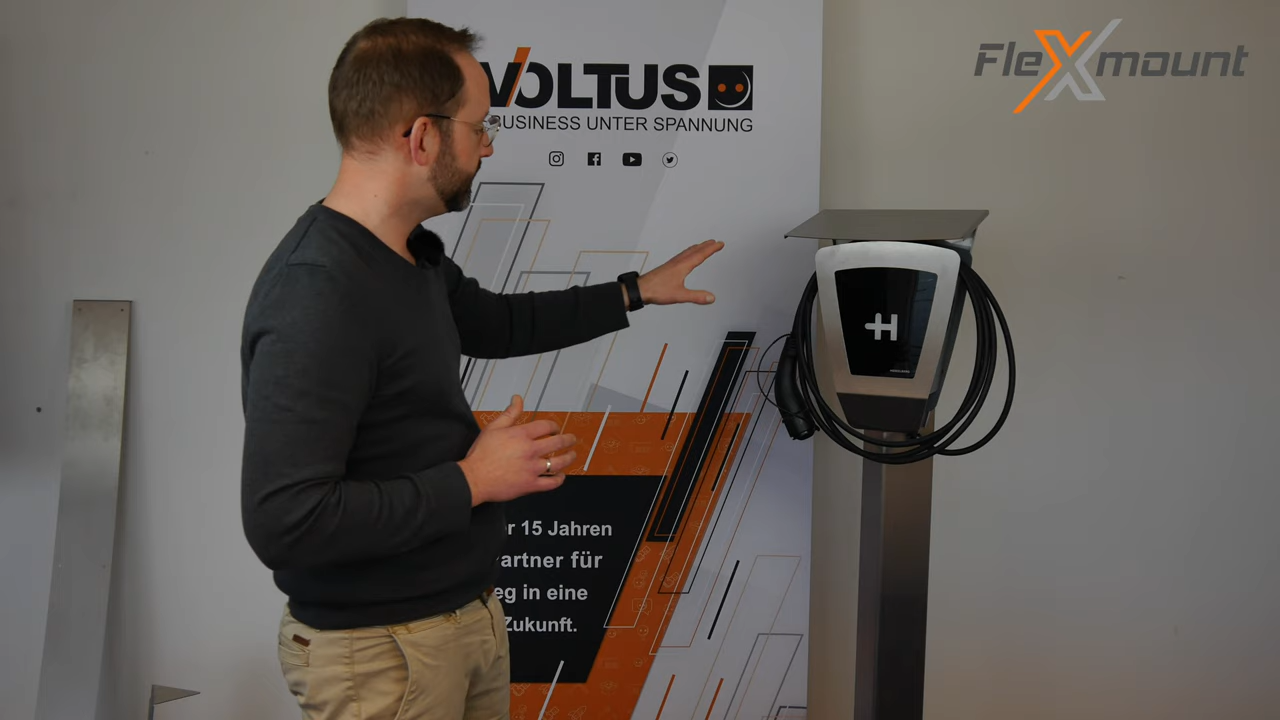 VOLTUS
BUSINESS UNTER SPANNUNG
FleXmount
H
r 15 Jahren
artner für
eg in eine
Zukunft.